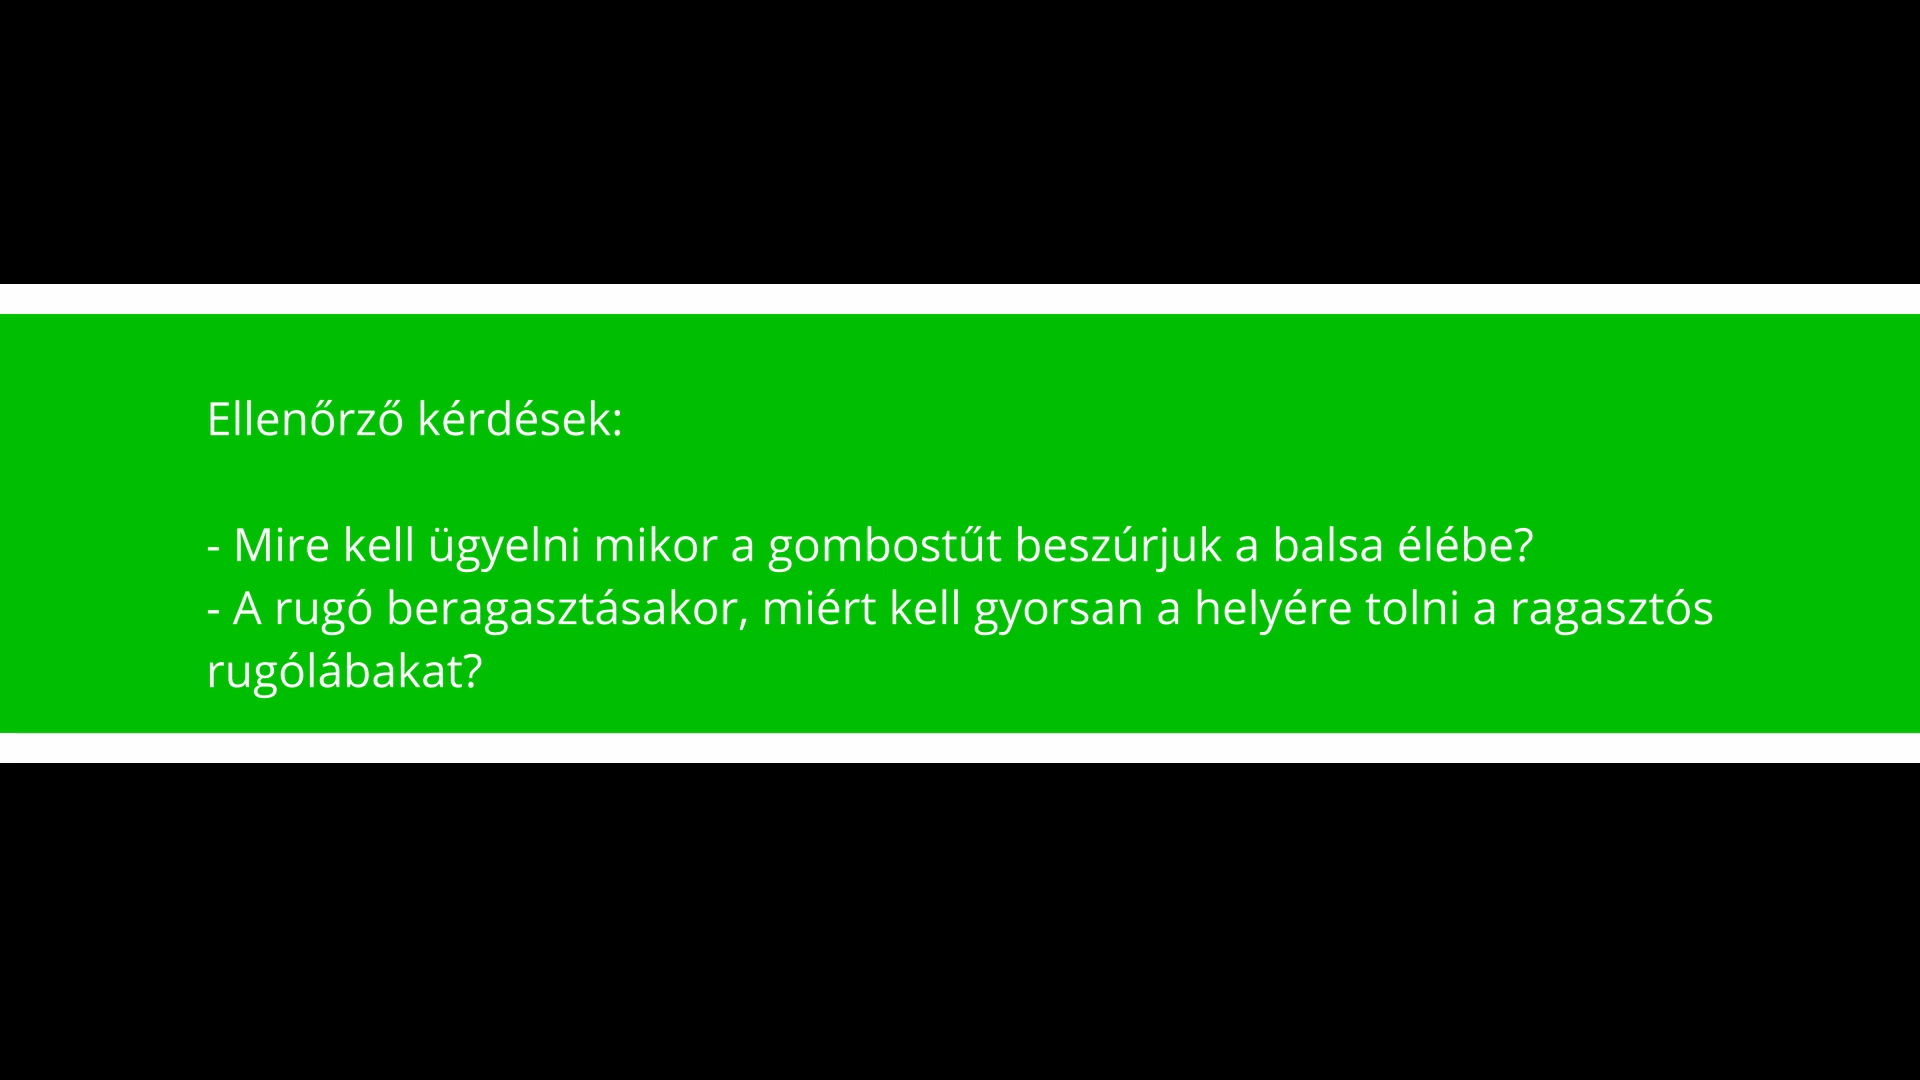 Ellenőrző kérdések:
- Mire kell ügyelni mikor a gombostűt beszúrjuk a balsa élébe?
- A rugó beragasztásakor, miért kell gyorsan a helyére tolni a ragasztós
rugólábakat?